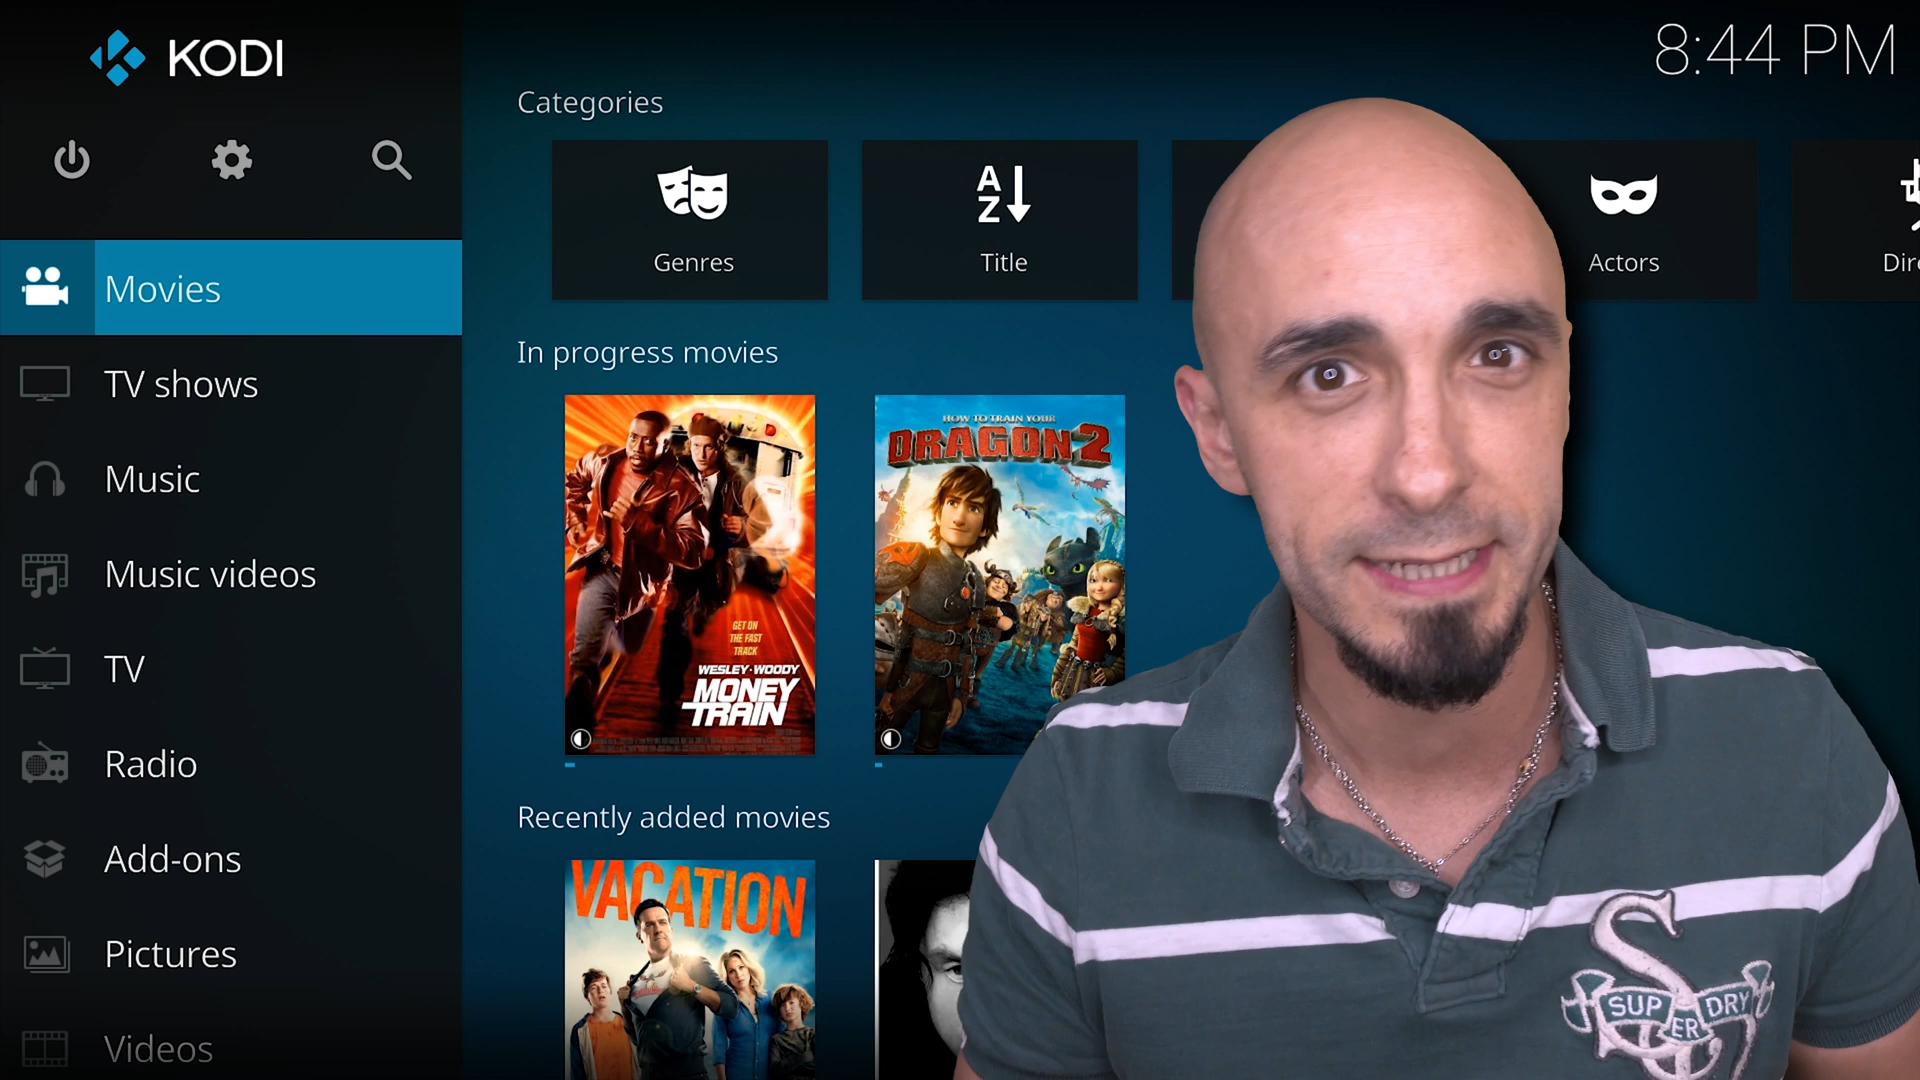 KODI
8:44 PM
Categories
Genres
A
Z
Title
Actors
Movies
TV shows
Music
Music videos
TV
Radio
Add-ons
Pictures
Videos
In progress movies
GET ON
THE FAST
TRACK
WESLEY · WOODY
MONEY
TRAIN
HOW TO TRAIN YOUR
DRAGON 2
Recently added movies
VACATION
SUPERDRY